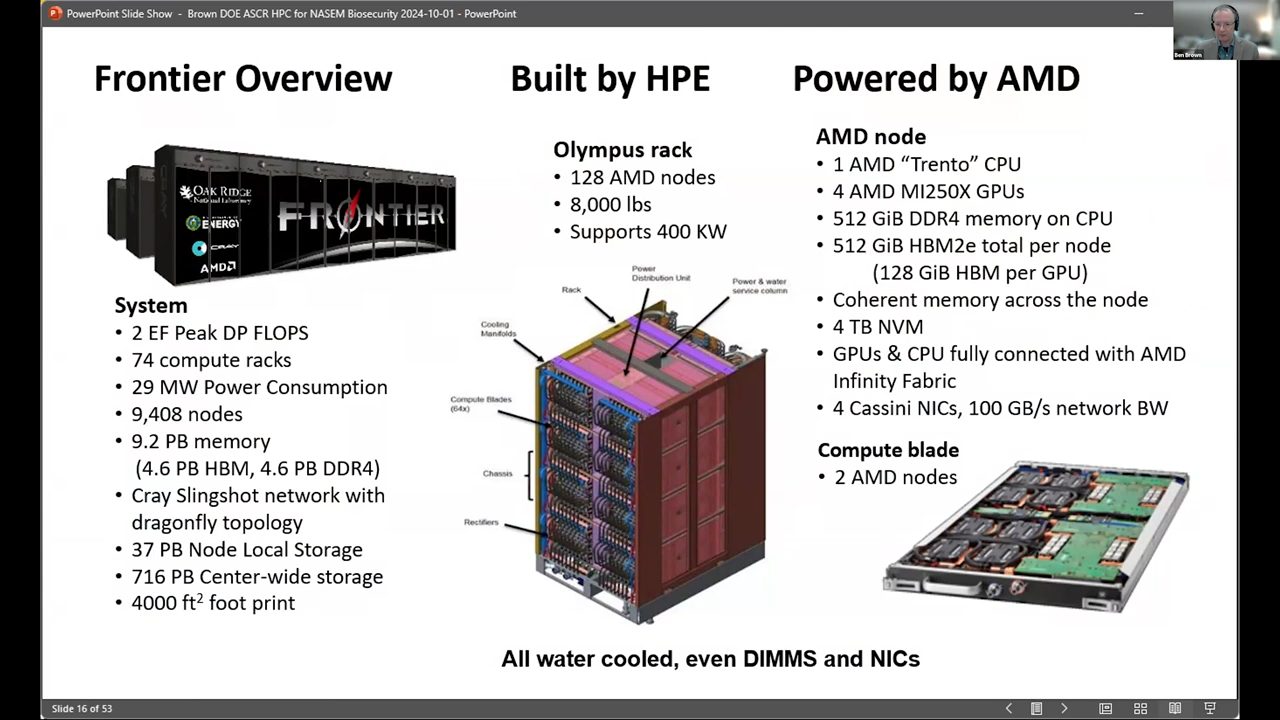 PowerPoint Slide Show - Brown DOE ASCR HPC for NASEM Biosecurity 2024-10-01 - PowerPoint
Ben Brown
Frontier Overview
Built by HPE
Powered by AMD
OAK RIDGE
National Laboratory
ENERGY
CRAY
AMD
FRONTIER
System
• 2 EF Peak DP FLOPS
• 74 compute racks
• 29 MW Power Consumption
• 9,408 nodes
• 9.2 PB memory
(4.6 PB HBM, 4.6 PB DDR4)
• Cray Slingshot network with
dragonfly topology
• 37 PB Node Local Storage
• 716 PB Center-wide storage
• 4000 ft² foot print
Olympus rack
• 128 AMD nodes
• 8,000 lbs
• Supports 400 KW
Power
Distribution Unit
Power & water
service column
Rack
Cooling
Manifolds
Compute Blades
(64x)
Chassis
Rectifiers
AMD node
• 1 AMD “Trento” CPU
• 4 AMD MI250X GPUs
• 512 GiB DDR4 memory on CPU
• 512 GiB HBM2e total per node
(128 GiB HBM per GPU)
• Coherent memory across the node
• 4 TB NVM
• GPUs & CPU fully connected with AMD
Infinity Fabric
• 4 Cassini NICs, 100 GB/s network BW
Compute blade
• 2 AMD nodes
All water cooled, even DIMMS and NICs
Slide 16 of 53